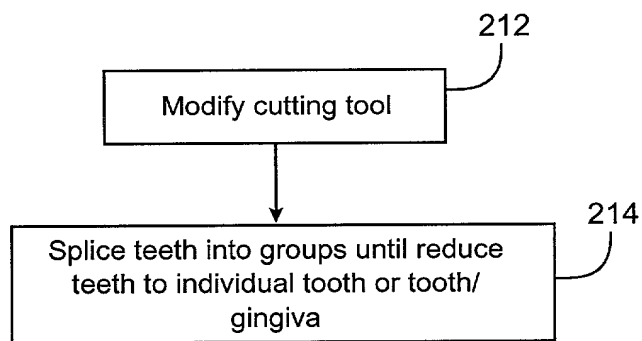 212
Modify cutting tool
214
Splice teeth into groups until reduce
teeth to individual tooth or tooth/
gingiva